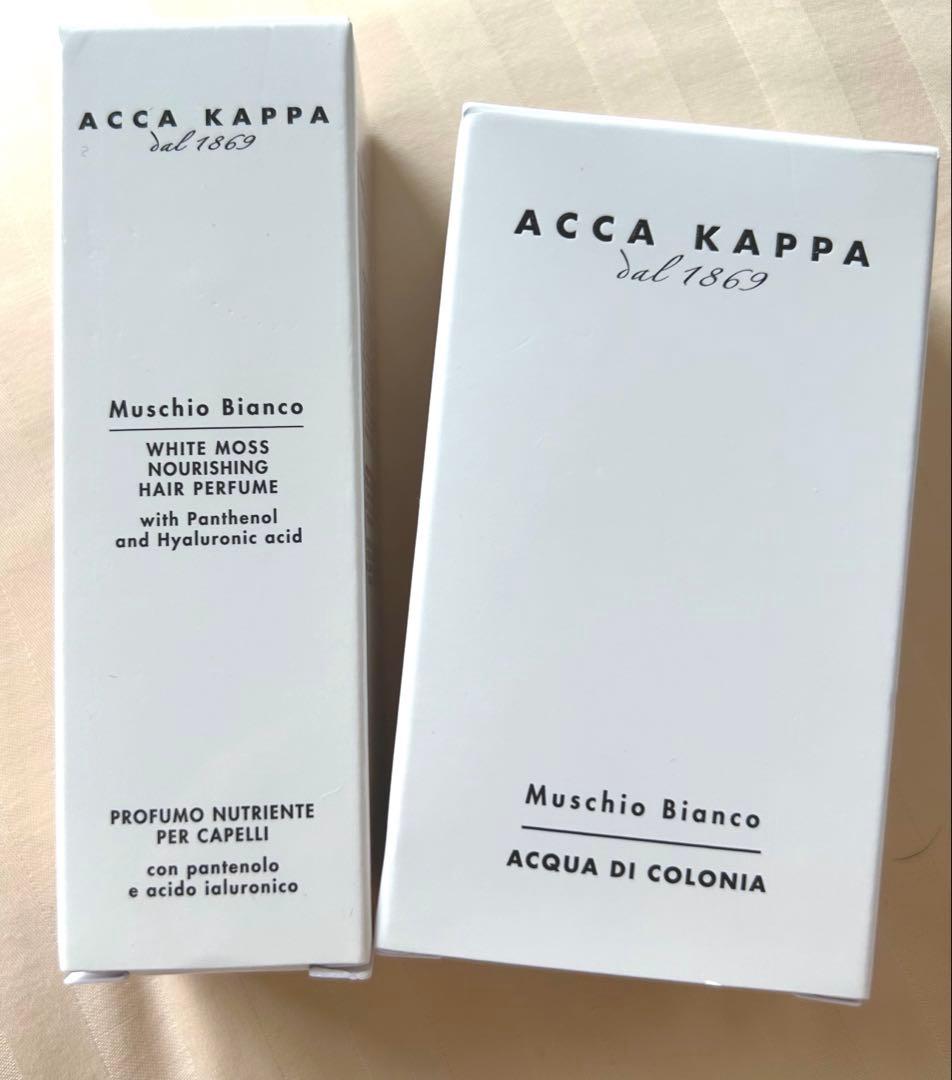 ACCA KAPPA
dal 1869
Muschio Bianco
WHITE MOSS
NOURISHING
HAIR PERFUME
with Panthenol
and Hyaluronic acid
PROFUMO NUTRIENTE
PER CAPELLI
con pantenolo
e acido ialuronico
ACCA KAPPA
dal 1869
Muschio Bianco
ACQUA DI COLONIA